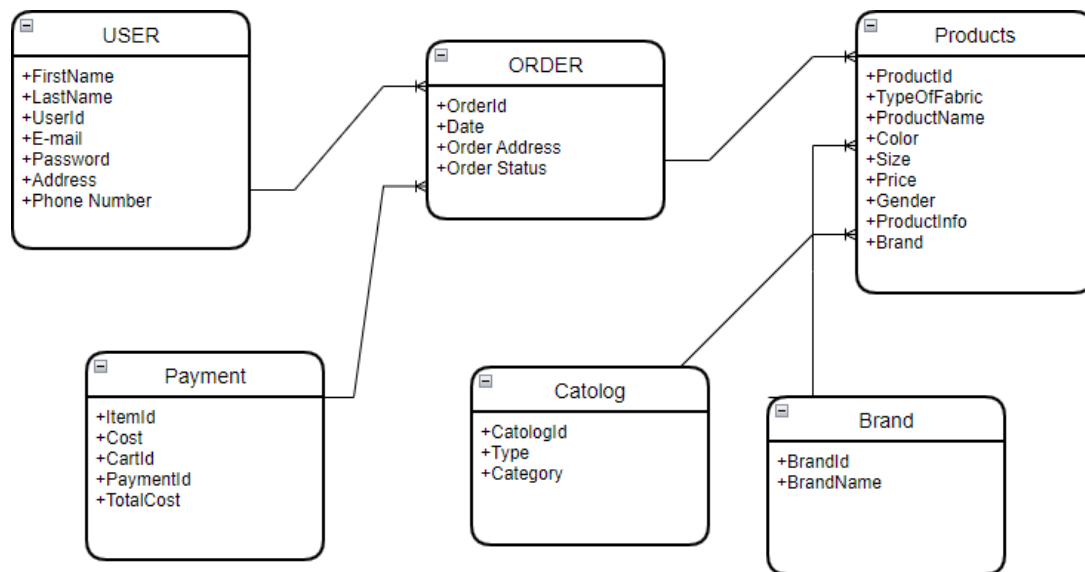 USER
+FirstName
+LastName
+UserId
+E-mail
+Password
+Address
+Phone Number
ORDER
+OrderId
+Date
+Order Address
+Order Status
Products
+ProductId
+TypeOfFabric
+ProductName
+Color
+Size
+Price
+Gender
+ProductInfo
+Brand
Payment
+ItemId
+Cost
+CartId
+PaymentId
+TotalCost
Catolog
+CatologId
+Type
+Category
Brand
+BrandId
+BrandName